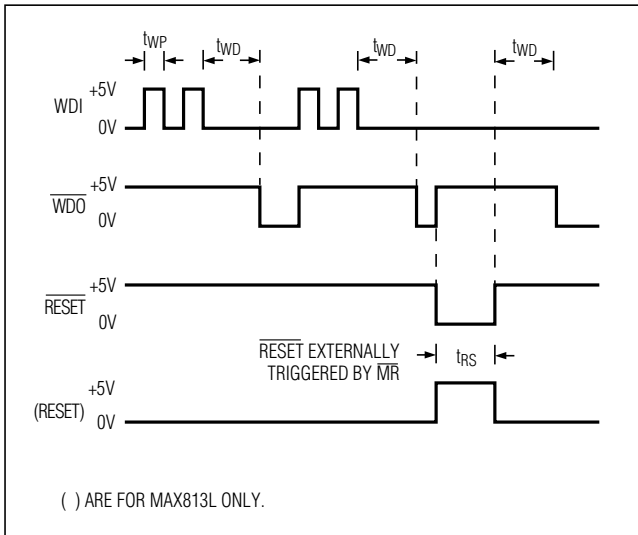 tWP
tWD
tWD
tWD
WDI
+5V
0V
WDO
+5V
0V
RESET
+5V
0V
RESET EXTERNALLY
TRIGGERED BY MR
tRS
(RESET)
+5V
0V
( ) ARE FOR MAX813L ONLY.